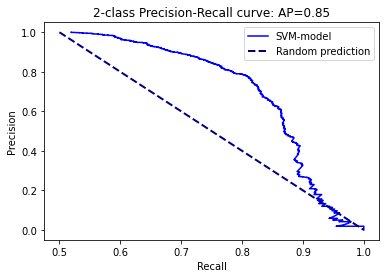 2-class Precision-Recall curve: AP=0.85
SVM-model
Random prediction
Precision
1.0
0.8
0.6
0.4
0.2
0.0
0.5 0.6 0.7 0.8 0.9 1.0
Recall